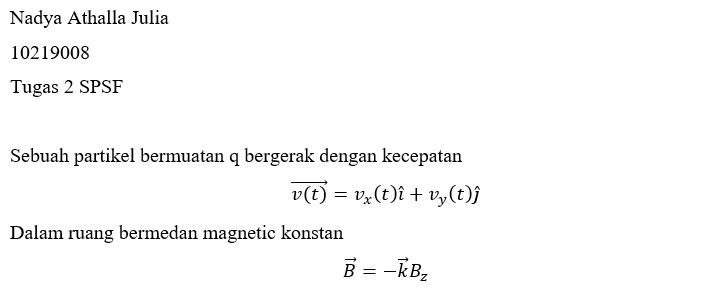 Nadya Athalla Julia
10219008
Tugas 2 SPSF
Sebuah partikel bermuatan q bergerak dengan kecepatan
$\overrightarrow{v(t)} = v_x(t)\hat{\imath} + v_y(t)\hat{\jmath}$
Dalam ruang bermedan magnetic konstan
$\vec{B} = -\vec{k}B_z$